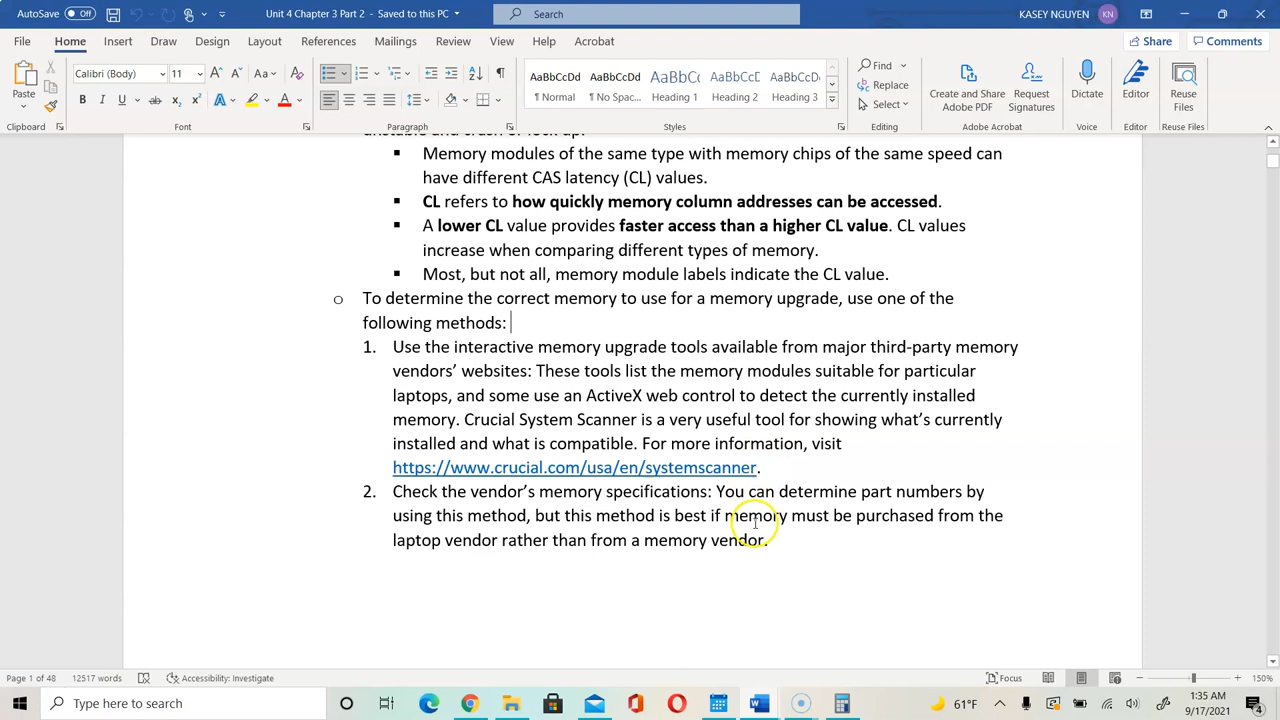 AutoSave Off Unit 4 Chapter 3 Part 2 - Saved to this PC Search KASEY NGUYEN KN
File Home Insert Draw Design Layout References Mailings Review View Help Acrobat Share Comments
Paste Calibri (Body) 11 Find Replace Select
AaBbCcDd AaBbCcDd AaBbC AaBbCcD AaBbCcD
Normal No Spac... Heading 1 Heading 2 Heading 3
Create and Share Adobe PDF Request Signatures Dictate Editor Reuse Files
Clipboard Font Paragraph Styles Editing Adobe Acrobat Voice Editor Reuse Files
unstable and crash or lock up.
▪ Memory modules of the same type with memory chips of the same speed can
have different CAS latency (CL) values.
▪ CL refers to how quickly memory column addresses can be accessed.
▪ A lower CL value provides faster access than a higher CL value. CL values
increase when comparing different types of memory.
▪ Most, but not all, memory module labels indicate the CL value.
o To determine the correct memory to use for a memory upgrade, use one of the
following methods:
1. Use the interactive memory upgrade tools available from major third-party memory
vendors’ websites: These tools list the memory modules suitable for particular
laptops, and some use an ActiveX web control to detect the currently installed
memory. Crucial System Scanner is a very useful tool for showing what’s currently
installed and what is compatible. For more information, visit
https://www.crucial.com/usa/en/systemscanner.
2. Check the vendor’s memory specifications: You can determine part numbers by
using this method, but this method is best if memory must be purchased from the
laptop vendor rather than from a memory vendor.
Page 1 of 48 12517 words Accessibility: Investigate Focus 150%
Type here to search 61°F 1:35 AM
9/17/2021 4